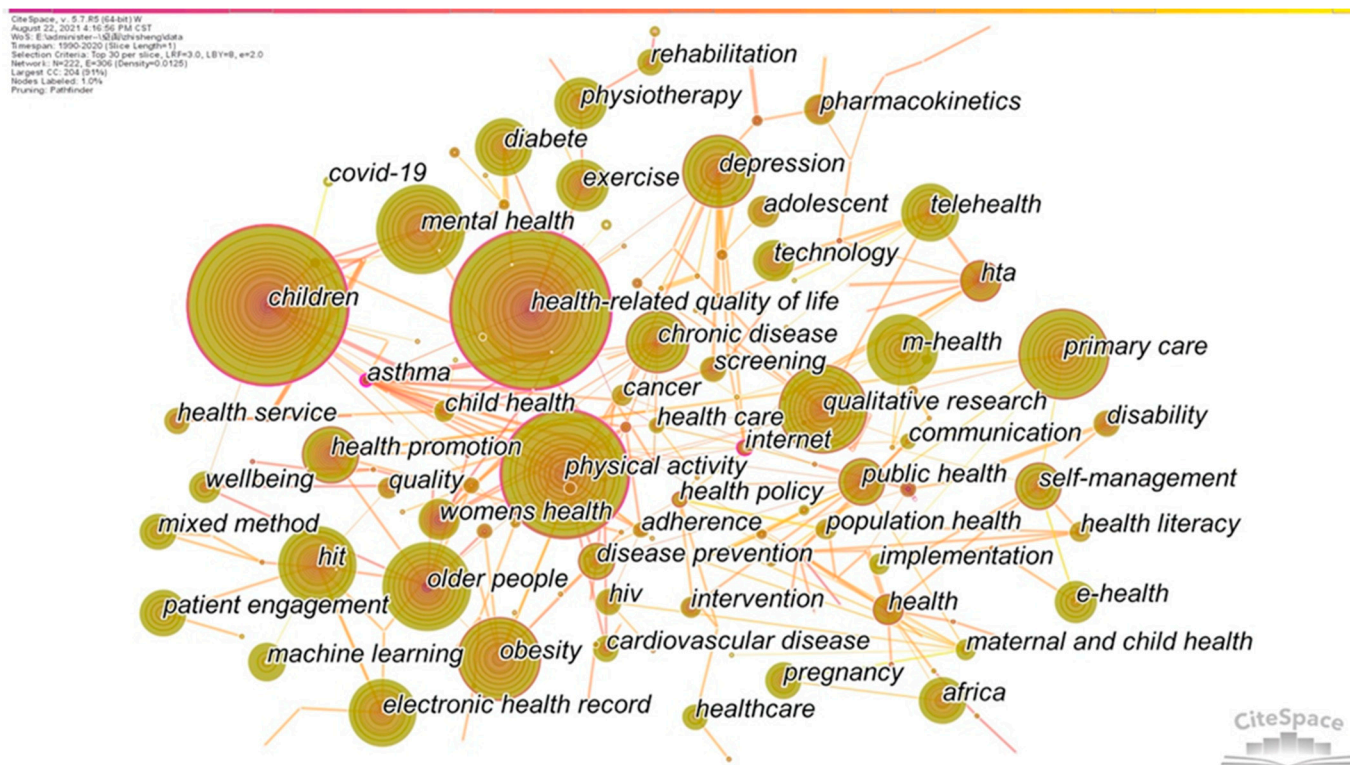 CiteSpace, v. 5.7.R5 (64-bit) W
August 22, 2021 4:16:56 PM CST
Timespan: 1990-2020 (Slice Length=1)
Selection Criteria: Top 30 per slice, LRF=3.0, LBY=8, e=2.0
Network: N=222, E=306 (Density=0.0125)
Largest CC: 204 (91%)
Nodes Labeled: 1.0%
Pruning: Pathfinder
rehabilitation
physiotherapy
pharmacokinetics
diabete
depression
covid-19
exercise
adolescent
telehealth
mental health
technology
hta
children
health-related quality of life
chronic disease
m-health
primary care
screening
asthma
cancer
child health
qualitative research
health service
health care
disability
internet
communication
health promotion
physical activity
public health
wellbeing
quality
health policy
self-management
womens health
mixed method
adherence
population health
health literacy
hit
disease prevention
implementation
older people
patient engagement
hiv
intervention
health
e-health
machine learning
obesity
cardiovascular disease
maternal and child health
pregnancy
electronic health record
healthcare
africa
CiteSpace